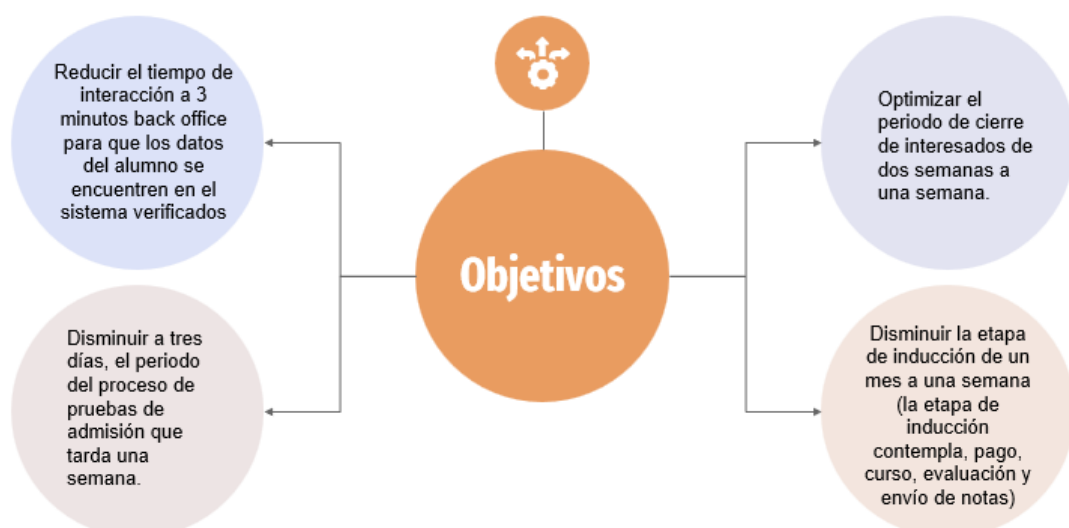 Reducir el tiempo de
interacción a 3
minutos back office
para que los datos
del alumno se
encuentren en el
sistema verificados
Disminuir a tres
días, el periodo
del proceso de
pruebas de
admisión que
tarda una
semana.
Objetivos
Optimizar el
periodo de cierre
de interesados de
dos semanas a
una semana.
Disminuir la etapa
de inducción de un
mes a una semana
(la etapa de
inducción
contempla, pago,
curso, evaluación y
envío de notas)